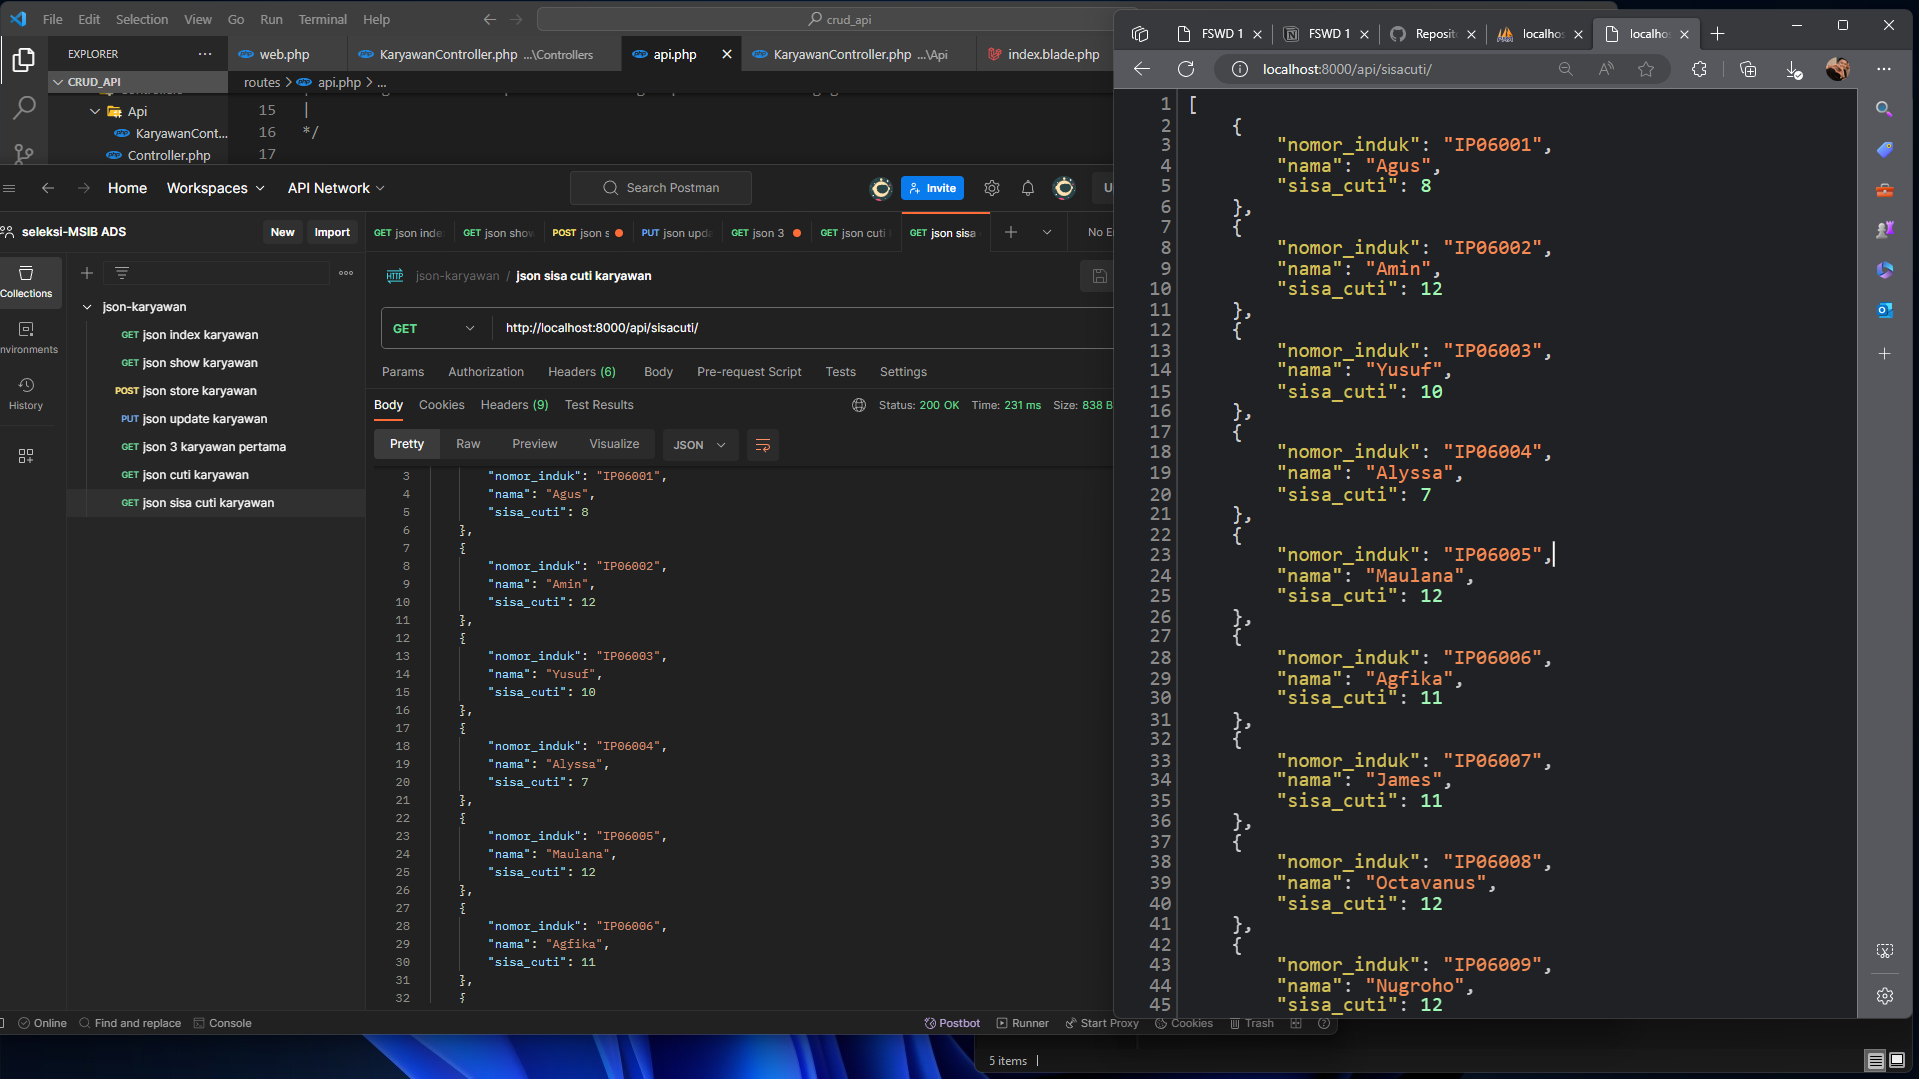 File Edit Selection View Go Run Terminal Help
crud_api
EXPLORER
web.php
KaryawanController.php ...\Controllers
api.php
KaryawanController.php ...\Api
index.blade.php
CRUD_API
routes > api.php > ...
Api
KaryawanCont...
Controller.php
15 |
16 */
17
Home Workspaces API Network
Search Postman
Invite
seleksi-MSIB ADS
New Import
GET json inde
GET json show
POST json s
PUT json upda
GET json 3
GET json cuti
GET json sisa
No E
Collections
nvironments
History
json-karyawan
GET json index karyawan
GET json show karyawan
POST json store karyawan
PUT json update karyawan
GET json 3 karyawan pertama
GET json cuti karyawan
GET json sisa cuti karyawan
HTTP json-karyawan / json sisa cuti karyawan
GET http://localhost:8000/api/sisacuti/
Params Authorization Headers (6) Body Pre-request Script Tests Settings
Body Cookies Headers (9) Test Results
Status: 200 OK Time: 231 ms Size: 838 B
Pretty Raw Preview Visualize JSON
3 "nomor_induk": "IP06001",
4 "nama": "Agus",
5 "sisa_cuti": 8
6 },
7 {
8 "nomor_induk": "IP06002",
9 "nama": "Amin",
10 "sisa_cuti": 12
11 },
12 {
13 "nomor_induk": "IP06003",
14 "nama": "Yusuf",
15 "sisa_cuti": 10
16 },
17 {
18 "nomor_induk": "IP06004",
19 "nama": "Alyssa",
20 "sisa_cuti": 7
21 },
22 {
23 "nomor_induk": "IP06005",
24 "nama": "Maulana",
25 "sisa_cuti": 12
26 },
27 {
28 "nomor_induk": "IP06006",
29 "nama": "Agfika",
30 "sisa_cuti": 11
31 },
32 {
Online Find and replace Console
Postbot Runner Start Proxy Cookies Trash
5 items
FSWD 1
FSWD 1
Reposit
localhos
localhos
localhost:8000/api/sisacuti/
1 [
2 {
3 "nomor_induk": "IP06001",
4 "nama": "Agus",
5 "sisa_cuti": 8
6 },
7 {
8 "nomor_induk": "IP06002",
9 "nama": "Amin",
10 "sisa_cuti": 12
11 },
12 {
13 "nomor_induk": "IP06003",
14 "nama": "Yusuf",
15 "sisa_cuti": 10
16 },
17 {
18 "nomor_induk": "IP06004",
19 "nama": "Alyssa",
20 "sisa_cuti": 7
21 },
22 {
23 "nomor_induk": "IP06005",
24 "nama": "Maulana",
25 "sisa_cuti": 12
26 },
27 {
28 "nomor_induk": "IP06006",
29 "nama": "Agfika",
30 "sisa_cuti": 11
31 },
32 {
33 "nomor_induk": "IP06007",
34 "nama": "James",
35 "sisa_cuti": 11
36 },
37 {
38 "nomor_induk": "IP06008",
39 "nama": "Octavanus",
40 "sisa_cuti": 12
41 },
42 {
43 "nomor_induk": "IP06009",
44 "nama": "Nugroho",
45 "sisa_cuti": 12